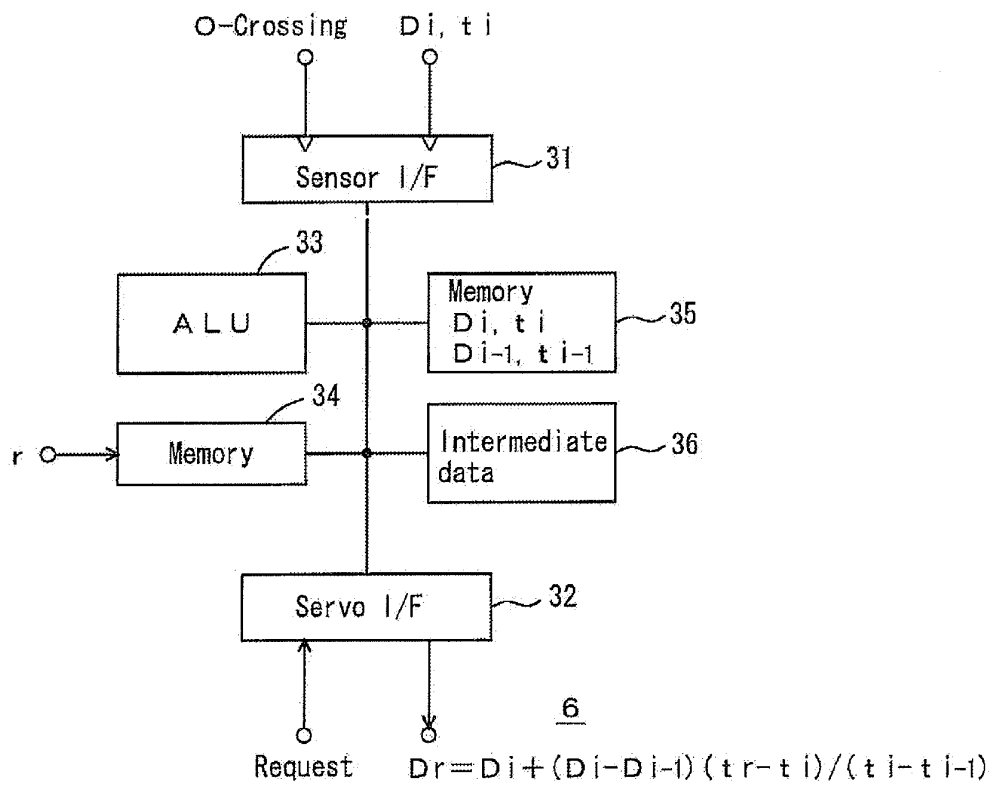 O-Crossing
Di, ti
Sensor I/F
31
33
ALU
Memory
Di, ti
Di-1, ti-1
35
34
r
Memory
Intermediate
data
36
Servo I/F
32
6
Request
Dr=Di+(Di-Di-1)(tr-ti)/(ti-ti-1)